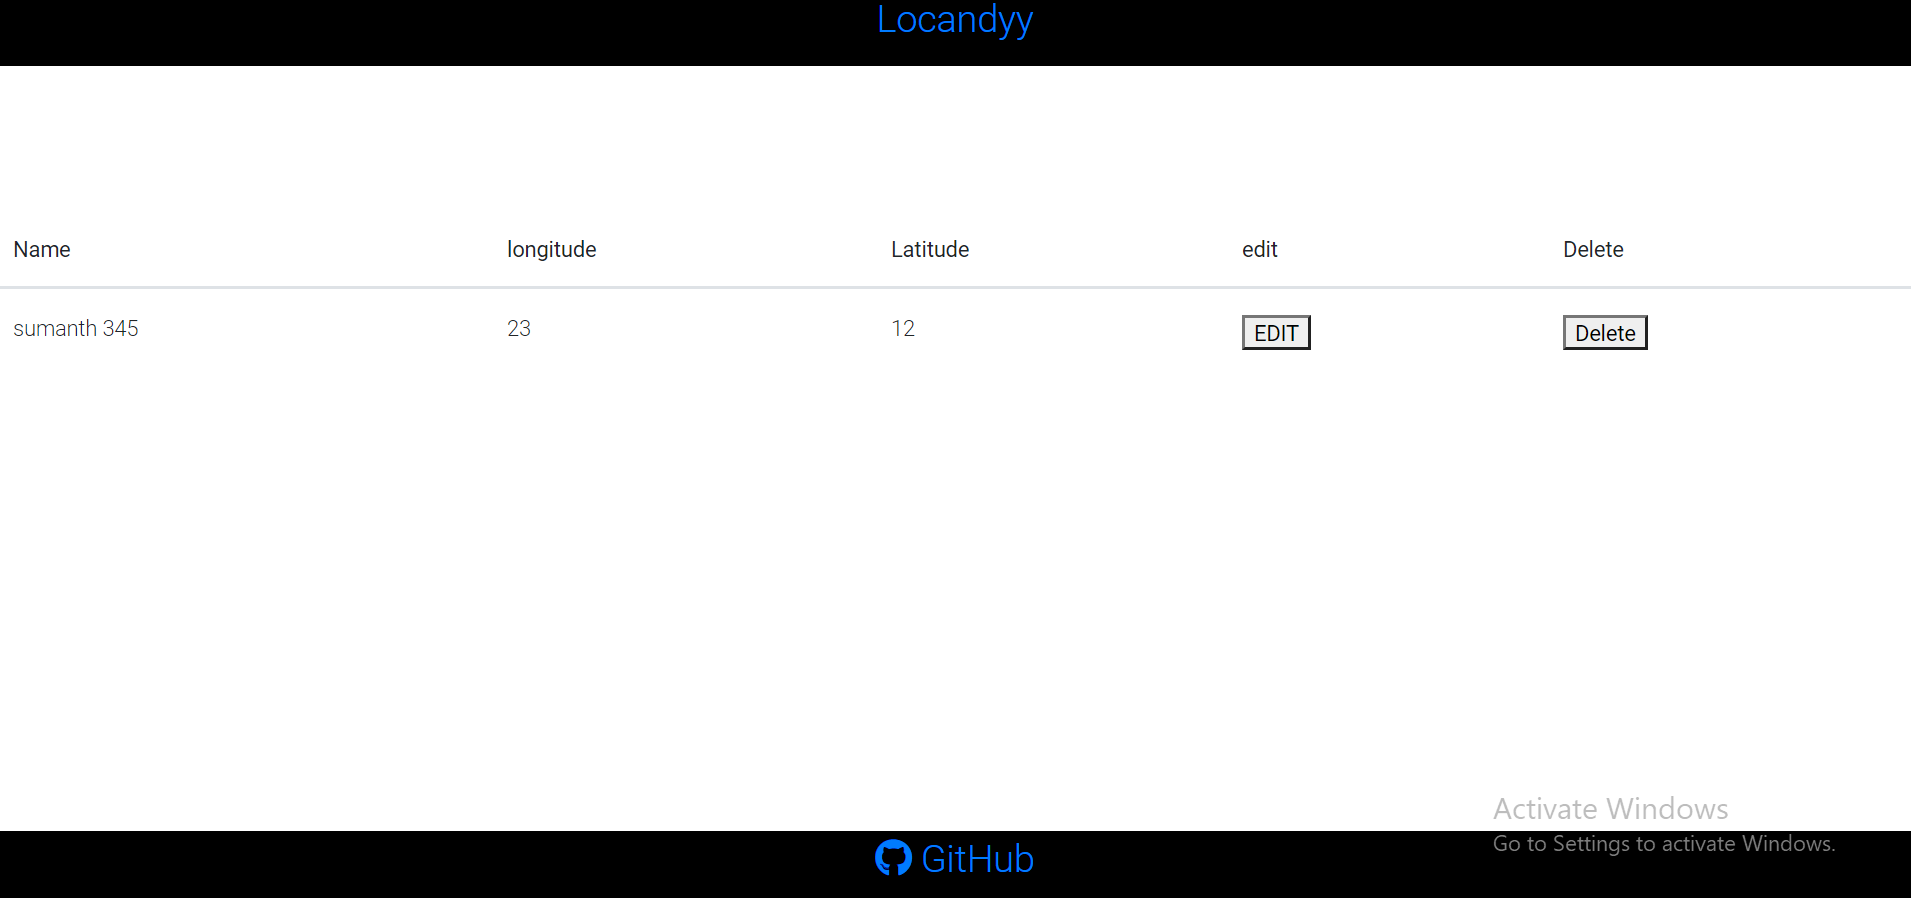 Locandyy
Name longitude Latitude edit Delete
sumanth 345 23 12 EDIT Delete
Activate Windows
Go to Settings to activate Windows.
GitHub